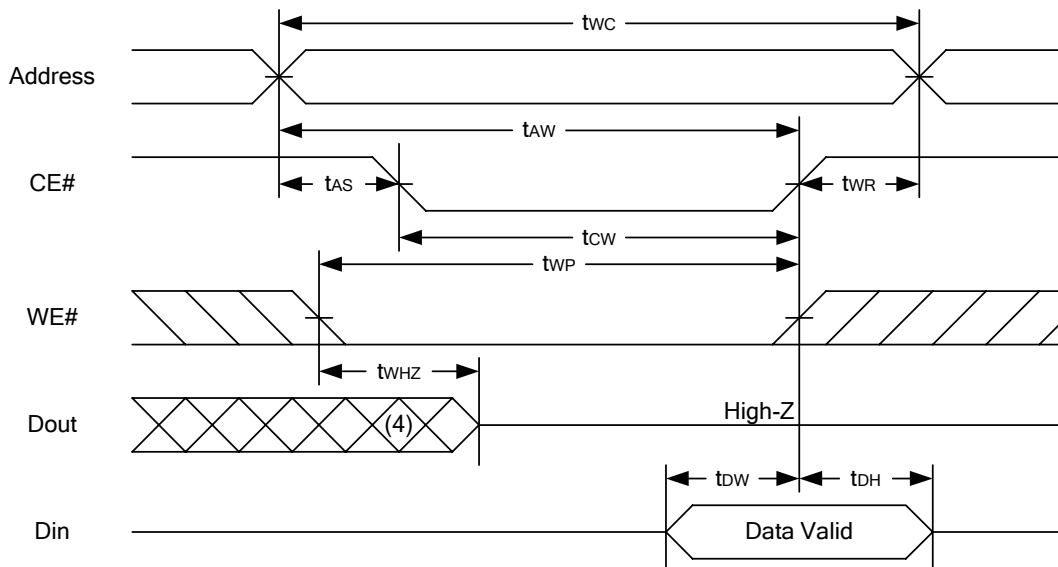 tWC
Address
tAW
CE#
tAS
tWR
tCW
tWP
WE#
tWHZ
Dout
(4)
High-Z
tDW
tDH
Din
Data Valid